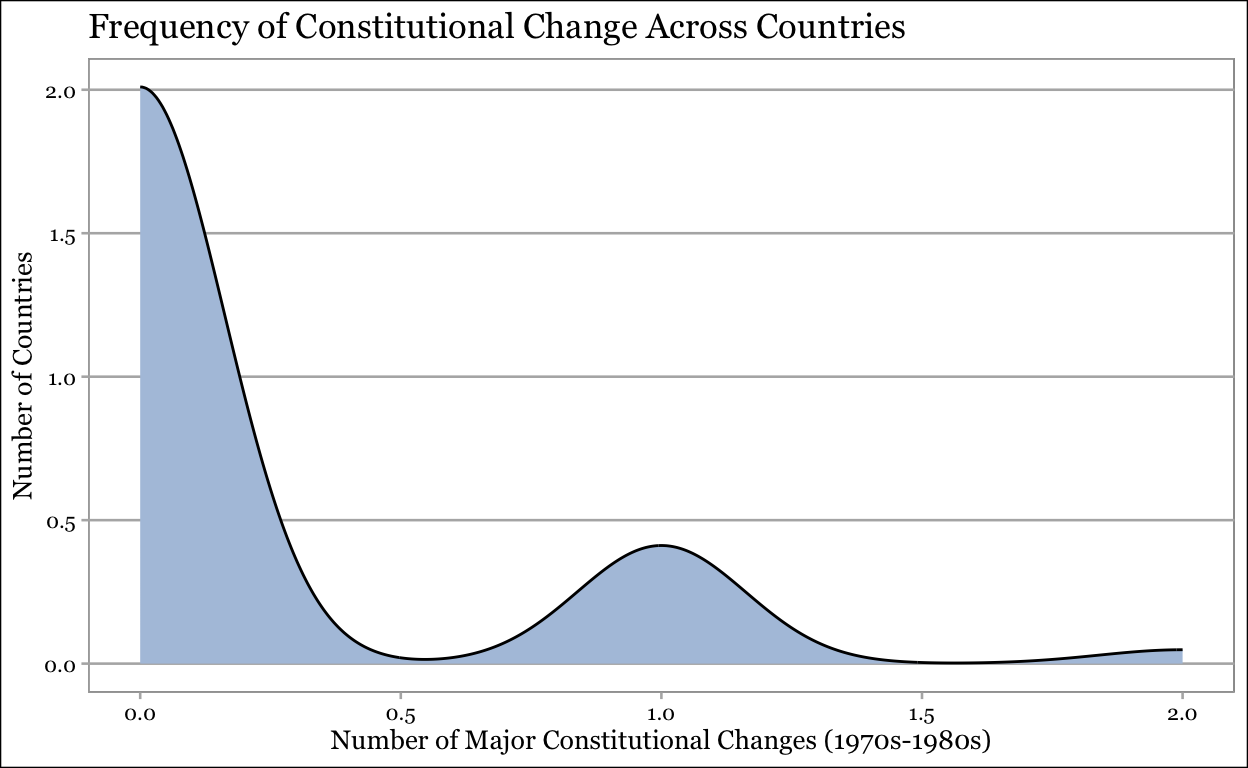 Frequency of Constitutional Change Across Countries
Number of Countries
2.0
1.5
1.0
0.5
0.0
0.0 0.5 1.0 1.5 2.0
Number of Major Constitutional Changes (1970s-1980s)